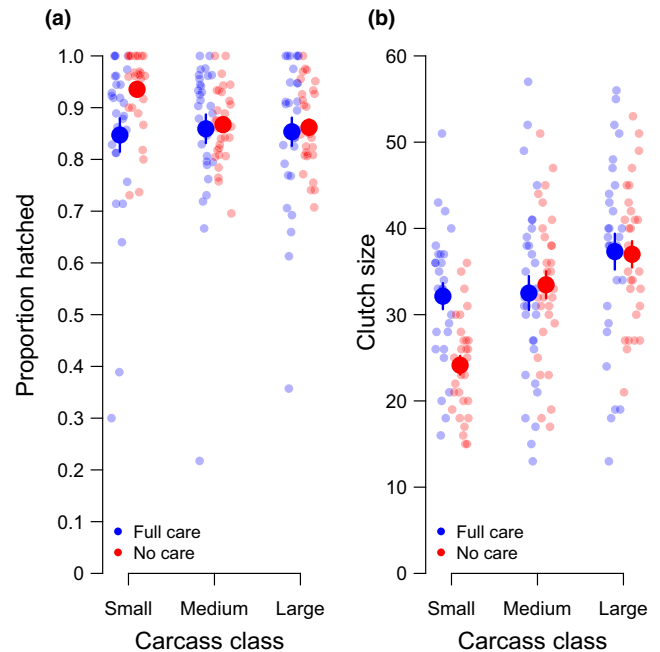 (a)
Proportion hatched
1.0
0.9
0.8
0.7
0.6
0.5
0.4
0.3
0.2
0.1
0
Full care
No care
Small Medium Large
Carcass class
(b)
Clutch size
60
50
40
30
20
10
0
Full care
No care
Small Medium Large
Carcass class